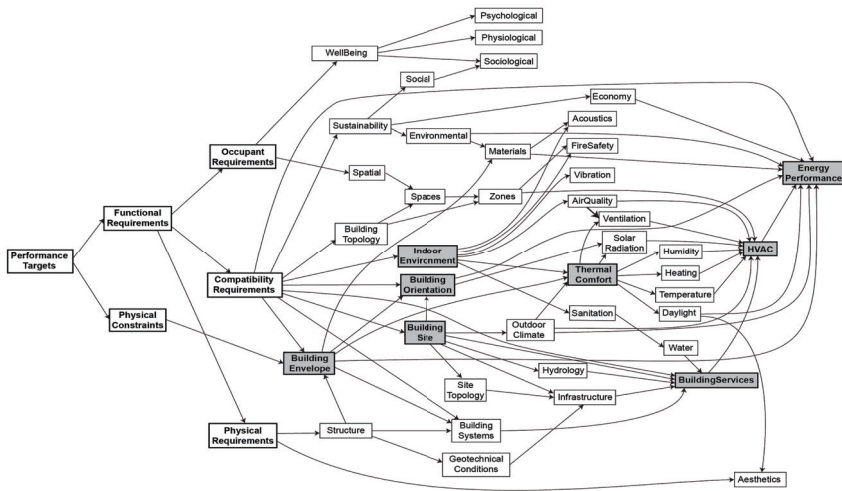 Psychological
Physiological
WellBeing
Sociological
Social
Economy
Sustainability
Acoustics
Environmental
FireSafety
Materials
Occupant
Requirements
Energy
Performance
Spatial
Vibration
Spaces
Zones
AirQuality
Functional
Requirements
Ventilation
Building
Topology
Solar
Radiation
HVAC
Indoor
Environment
Humidity
Performance
Targets
Compatibility
Requirements
Building
Orientation
Thermal
Comfort
Heating
Temperature
Physical
Constraints
Building
Site
Outdoor
Climate
Sanitation
Daylight
Water
Building
Envelope
Hydrology
BuildingServices
Site
Topology
Infrastructure
Physical
Requirements
Structure
Building
Systems
Geotechnical
Conditions
Aesthetics